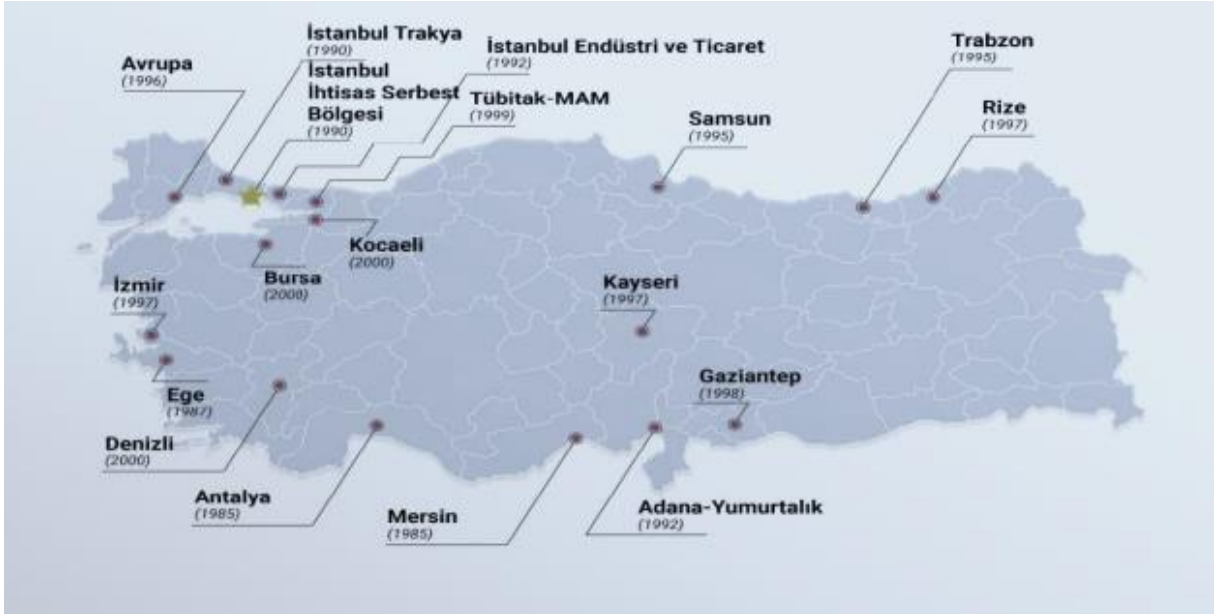 İstanbul Trakya
(1990)
İstanbul Endüstri ve Ticaret
(1992)
Trabzon
(1995)
Avrupa
(1996)
İstanbul
İhtisas Serbest
Bölgesi
(1990)
Tübitak-MAM
(1999)
Samsun
(1995)
Rize
(1997)
Kocaeli
(2000)
Bursa
(2000)
İzmir
(1997)
Kayseri
(1997)
Ege
(1987)
Gaziantep
(1998)
Denizli
(2000)
Antalya
(1985)
Mersin
(1985)
Adana-Yumurtalık
(1992)